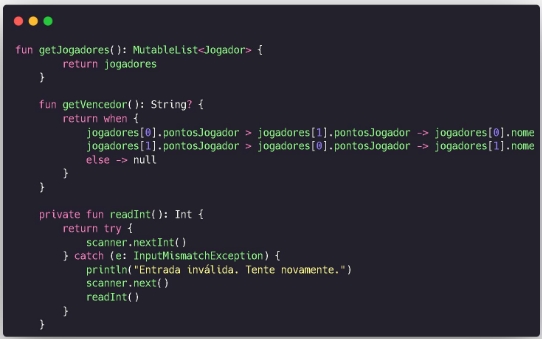 fun getJogadores(): MutableList<Jogador> {
        return jogadores
    }

    fun getVencedor(): String? {
        return when {
            jogadores[0].pontosJogador > jogadores[1].pontosJogador -> jogadores[0].nome
            jogadores[1].pontosJogador > jogadores[0].pontosJogador -> jogadores[1].nome
            else -> null
        }
    }

    private fun readInt(): Int {
        return try {
            scanner.nextInt()
        } catch (e: InputMismatchException) {
            println("Entrada inválida. Tente novamente.")
            scanner.next()
            readInt()
        }
    }